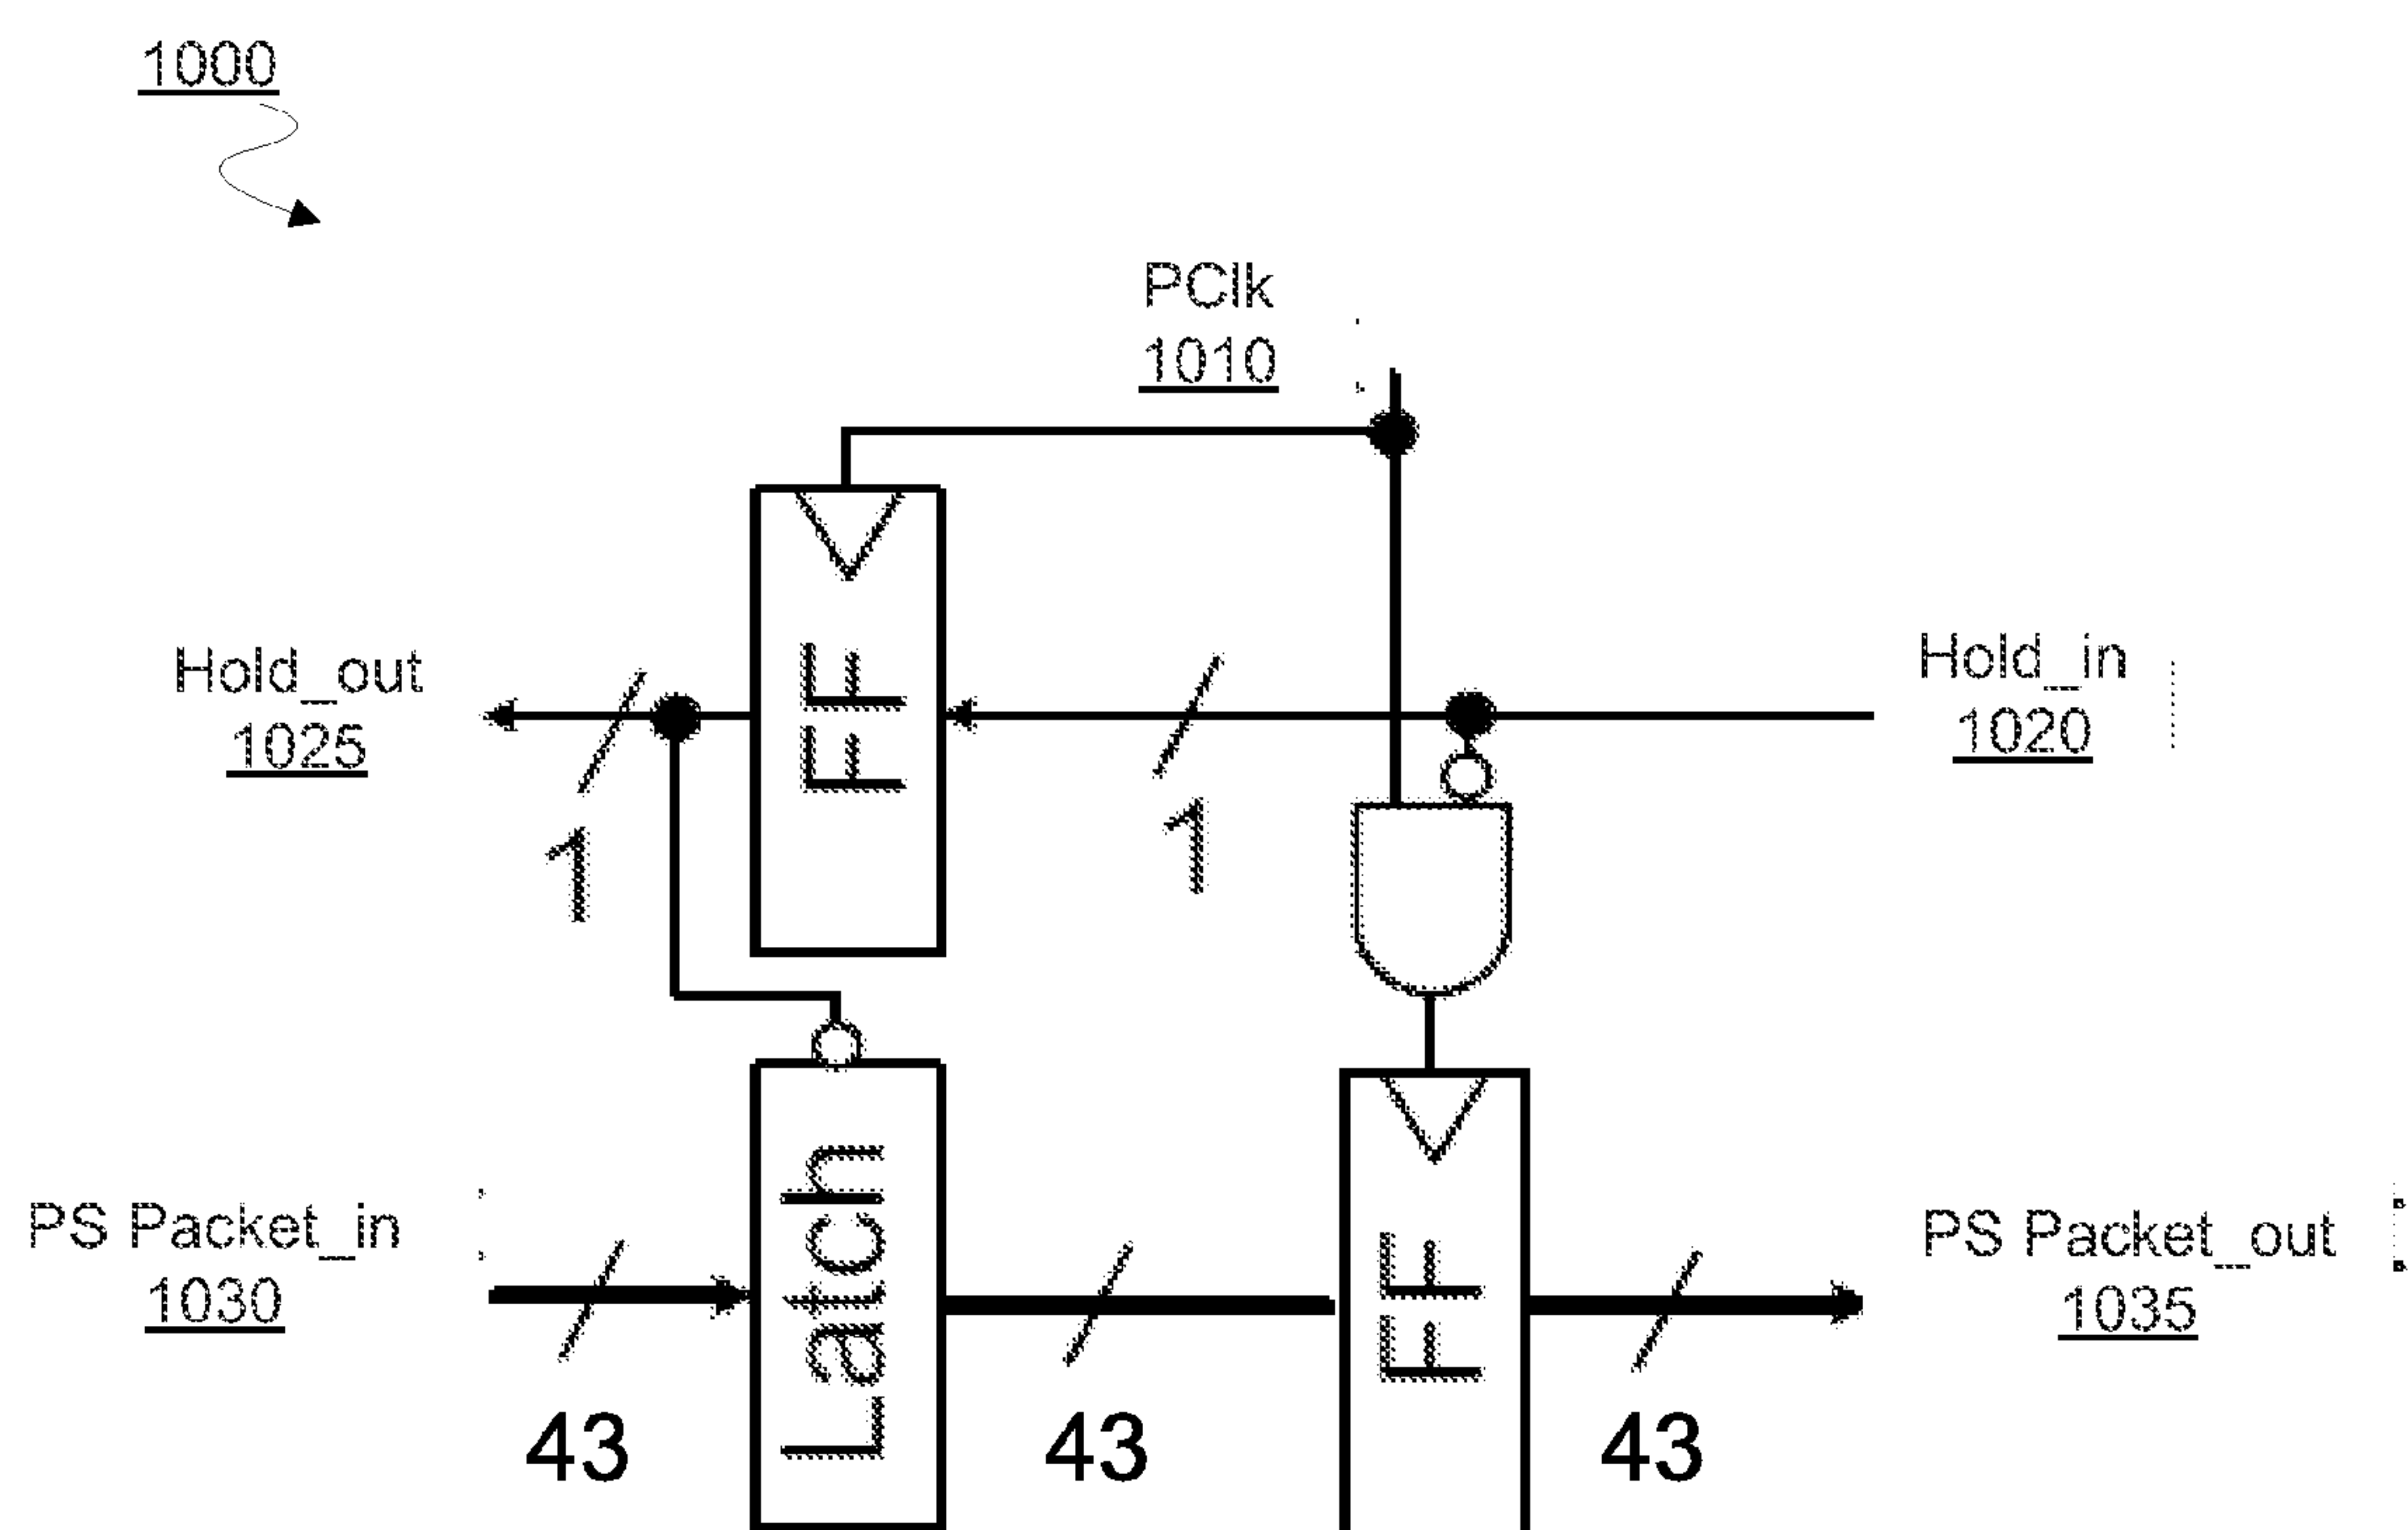 1000
PClk
1010
Hold_out
1025
1
FF
1
Hold_in
1020
PS Packet_in
1030
43
Latch
43
FF
43
PS Packet_out
1035